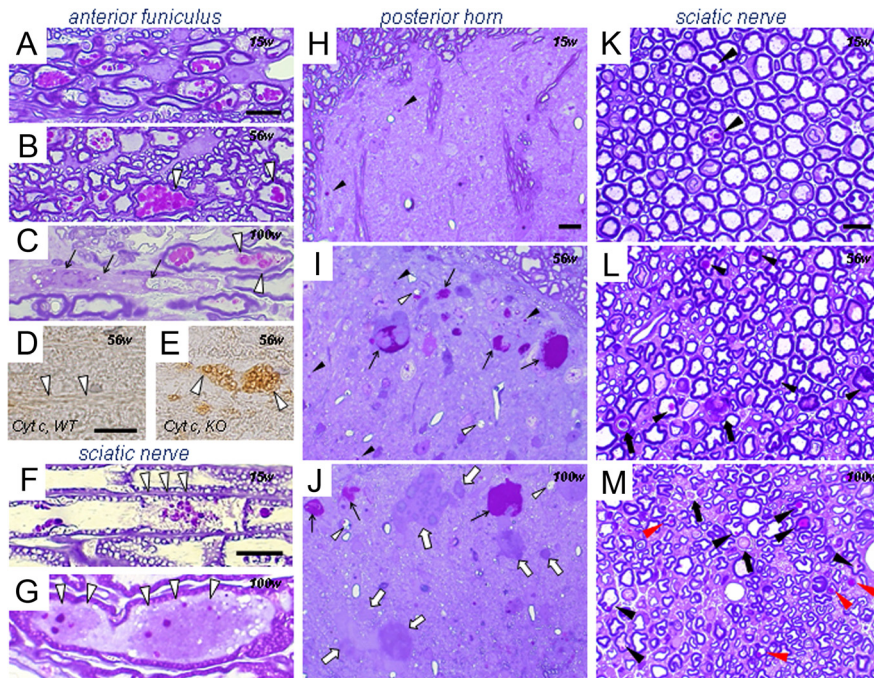 anterior funiculus
posterior horn
sciatic nerve
A
15w
B
56w
C
100w
D
56w
Cyt c, WT
E
56w
Cyt c, KO
sciatic nerve
F
15w
G
100w
H
15w
I
56w
J
100w
K
15w
L
56w
M
100w